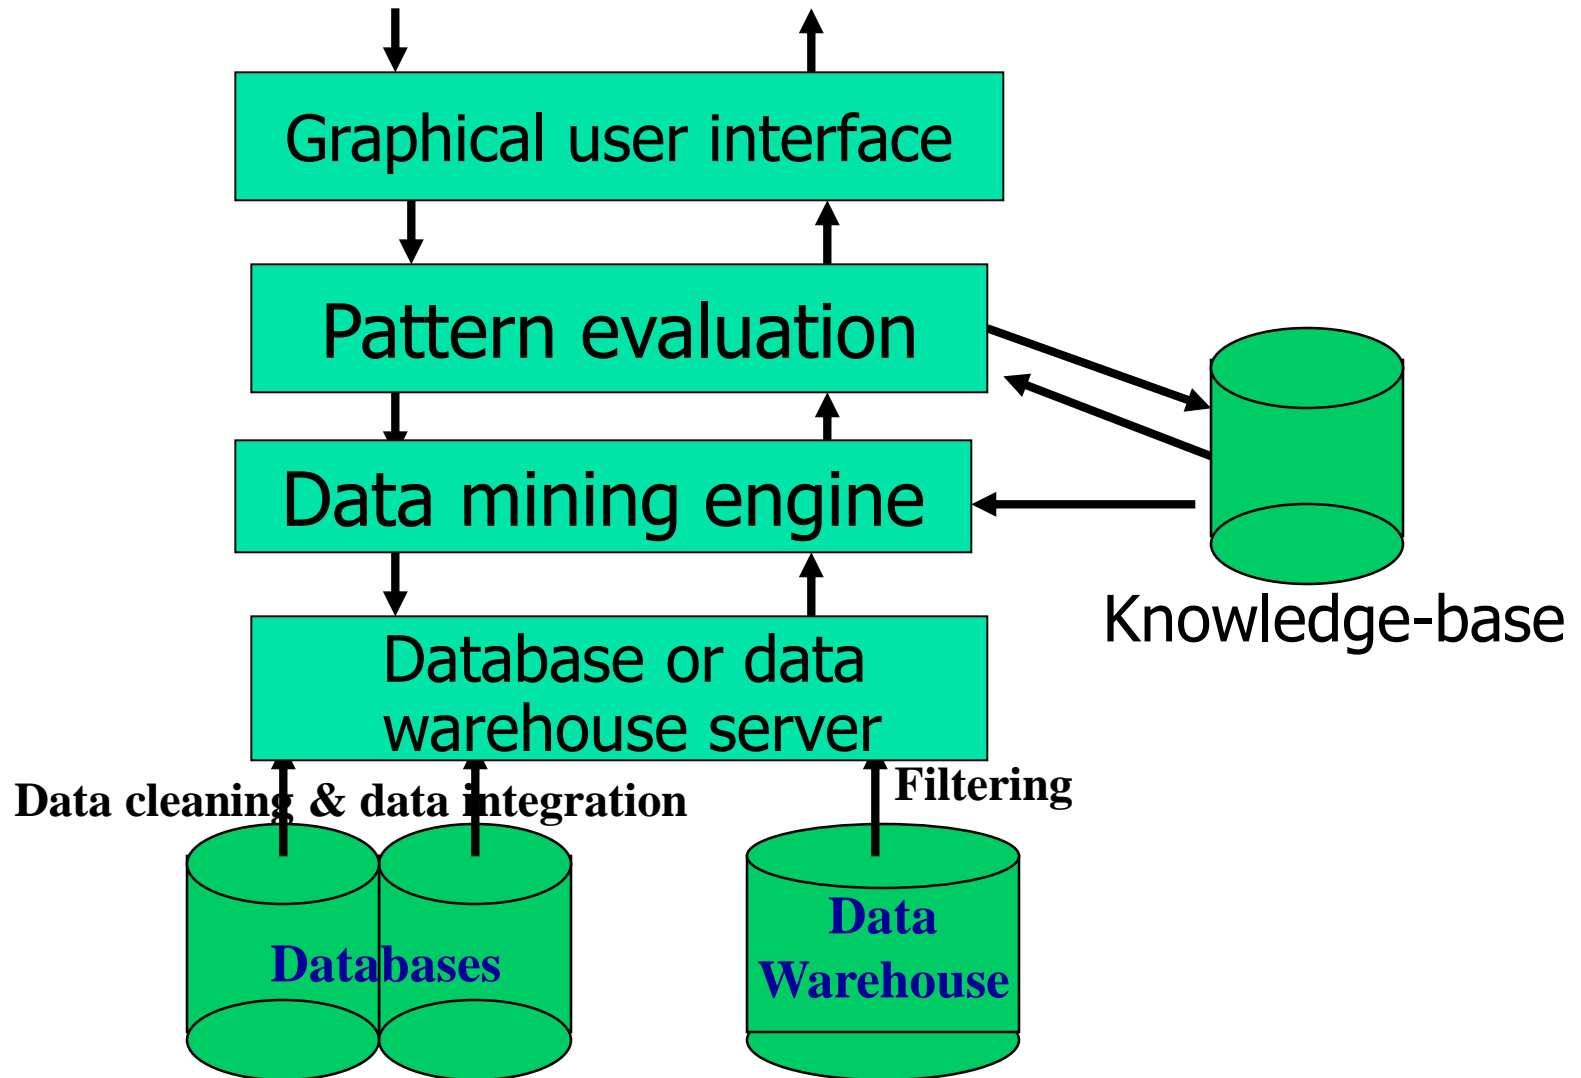 Graphical user interface
Pattern evaluation
Data mining engine
Knowledge-base
Database or data
warehouse server
Data cleaning & data integration
Filtering
Databases
Data
Warehouse